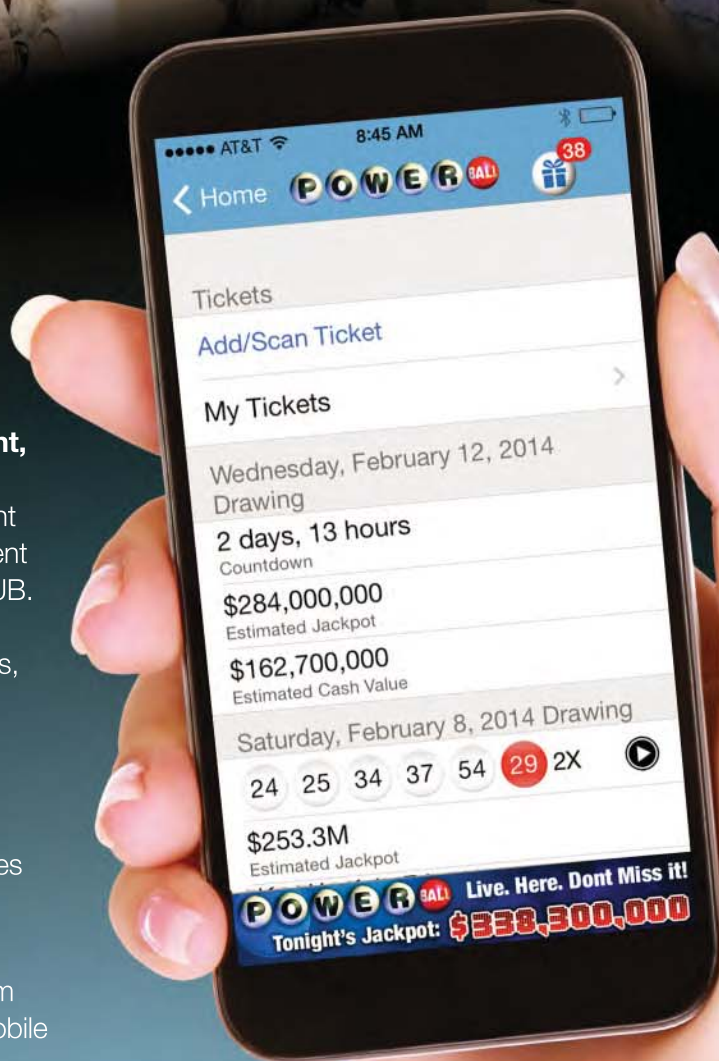 nt,
nt
ent
UB.
s,
es
m
obile
AT&T 8:45 AM
Home POWERBALL 38
Tickets
Add/Scan Ticket
My Tickets
Wednesday, February 12, 2014
Drawing
2 days, 13 hours
Countdown
$284,000,000
Estimated Jackpot
$162,700,000
Estimated Cash Value
Saturday, February 8, 2014 Drawing
24 25 34 37 54 29 2X
$253.3M
Estimated Jackpot
POWERBALL Live. Here. Dont Miss it!
Tonight's Jackpot: $338,300,000